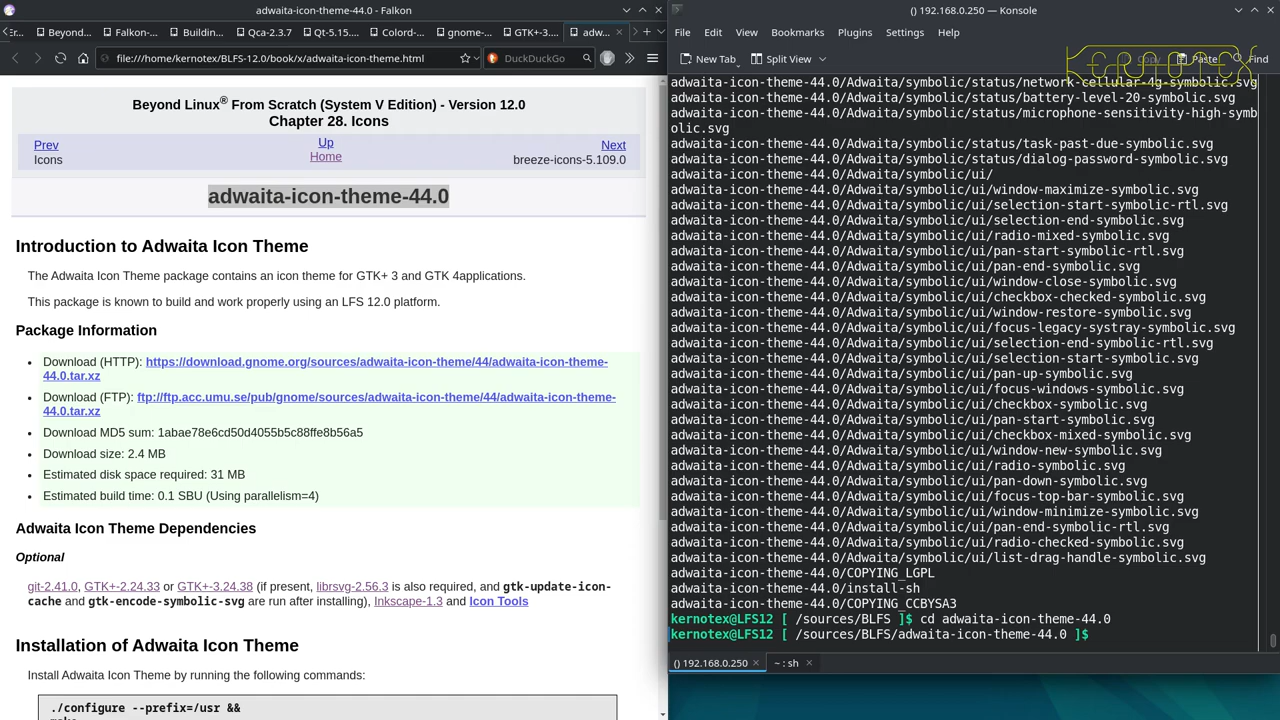 adwaita-icon-theme-44.0 - Falkon
Beyond...
Falkon-...
Buildin...
Qca-2.3.7
Qt-5.15....
Colord-...
gnome-...
GTK+-3....
adw...
file:///home/kernotex/BLFS-12.0/book/x/adwaita-icon-theme.html
DuckDuckGo
Beyond Linux® From Scratch (System V Edition) - Version 12.0
Chapter 28. Icons
Prev
Up
Next
Icons
Home
breeze-icons-5.109.0
adwaita-icon-theme-44.0
Introduction to Adwaita Icon Theme
The Adwaita Icon Theme package contains an icon theme for GTK+ 3 and GTK 4applications.
This package is known to build and work properly using an LFS 12.0 platform.
Package Information
• Download (HTTP): https://download.gnome.org/sources/adwaita-icon-theme/44/adwaita-icon-theme-
44.0.tar.xz
• Download (FTP): ftp://ftp.acc.umu.se/pub/gnome/sources/adwaita-icon-theme/44/adwaita-icon-theme-
44.0.tar.xz
• Download MD5 sum: 1abae78e6cd50d4055b5c88ffe8b56a5
• Download size: 2.4 MB
• Estimated disk space required: 31 MB
• Estimated build time: 0.1 SBU (Using parallelism=4)
Adwaita Icon Theme Dependencies
Optional
git-2.41.0, GTK+-2.24.33 or GTK+-3.24.38 (if present, librsvg-2.56.3 is also required, and gtk-update-icon-
cache and gtk-encode-symbolic-svg are run after installing), Inkscape-1.3 and Icon Tools
Installation of Adwaita Icon Theme
Install Adwaita Icon Theme by running the following commands:
./configure --prefix=/usr &&
() 192.168.0.250 — Konsole
File Edit View Bookmarks Plugins Settings Help
New Tab
Split View
Copy
Paste
Find
KERNOTEX
adwaita-icon-theme-44.0/Adwaita/symbolic/status/network-cellular-4g-symbolic.svg
adwaita-icon-theme-44.0/Adwaita/symbolic/status/battery-level-20-symbolic.svg
adwaita-icon-theme-44.0/Adwaita/symbolic/status/microphone-sensitivity-high-symb
olic.svg
adwaita-icon-theme-44.0/Adwaita/symbolic/status/task-past-due-symbolic.svg
adwaita-icon-theme-44.0/Adwaita/symbolic/status/dialog-password-symbolic.svg
adwaita-icon-theme-44.0/Adwaita/symbolic/ui/
adwaita-icon-theme-44.0/Adwaita/symbolic/ui/window-maximize-symbolic.svg
adwaita-icon-theme-44.0/Adwaita/symbolic/ui/selection-start-symbolic-rtl.svg
adwaita-icon-theme-44.0/Adwaita/symbolic/ui/selection-end-symbolic.svg
adwaita-icon-theme-44.0/Adwaita/symbolic/ui/radio-mixed-symbolic.svg
adwaita-icon-theme-44.0/Adwaita/symbolic/ui/pan-start-symbolic-rtl.svg
adwaita-icon-theme-44.0/Adwaita/symbolic/ui/pan-end-symbolic.svg
adwaita-icon-theme-44.0/Adwaita/symbolic/ui/window-close-symbolic.svg
adwaita-icon-theme-44.0/Adwaita/symbolic/ui/checkbox-checked-symbolic.svg
adwaita-icon-theme-44.0/Adwaita/symbolic/ui/window-restore-symbolic.svg
adwaita-icon-theme-44.0/Adwaita/symbolic/ui/focus-legacy-systray-symbolic.svg
adwaita-icon-theme-44.0/Adwaita/symbolic/ui/selection-end-symbolic-rtl.svg
adwaita-icon-theme-44.0/Adwaita/symbolic/ui/selection-start-symbolic.svg
adwaita-icon-theme-44.0/Adwaita/symbolic/ui/pan-up-symbolic.svg
adwaita-icon-theme-44.0/Adwaita/symbolic/ui/focus-windows-symbolic.svg
adwaita-icon-theme-44.0/Adwaita/symbolic/ui/checkbox-symbolic.svg
adwaita-icon-theme-44.0/Adwaita/symbolic/ui/pan-start-symbolic.svg
adwaita-icon-theme-44.0/Adwaita/symbolic/ui/checkbox-mixed-symbolic.svg
adwaita-icon-theme-44.0/Adwaita/symbolic/ui/window-new-symbolic.svg
adwaita-icon-theme-44.0/Adwaita/symbolic/ui/radio-symbolic.svg
adwaita-icon-theme-44.0/Adwaita/symbolic/ui/pan-down-symbolic.svg
adwaita-icon-theme-44.0/Adwaita/symbolic/ui/focus-top-bar-symbolic.svg
adwaita-icon-theme-44.0/Adwaita/symbolic/ui/window-minimize-symbolic.svg
adwaita-icon-theme-44.0/Adwaita/symbolic/ui/pan-end-symbolic-rtl.svg
adwaita-icon-theme-44.0/Adwaita/symbolic/ui/radio-checked-symbolic.svg
adwaita-icon-theme-44.0/Adwaita/symbolic/ui/list-drag-handle-symbolic.svg
adwaita-icon-theme-44.0/COPYING_LGPL
adwaita-icon-theme-44.0/install-sh
adwaita-icon-theme-44.0/COPYING_CCBYSA3
kernotex@LFS12 [ /sources/BLFS ]$ cd adwaita-icon-theme-44.0
kernotex@LFS12 [ /sources/BLFS/adwaita-icon-theme-44.0 ]$
() 192.168.0.250
~ : sh